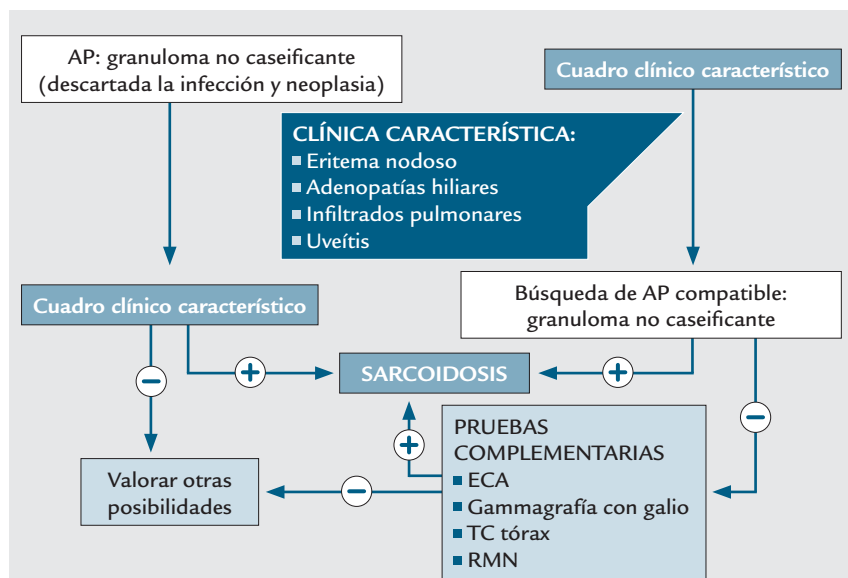 AP: granuloma no caseificante
(descartada la infección y neoplasia)
Cuadro clínico característico
CLÍNICA CARACTERÍSTICA:
Eritema nodoso
Adenopatías hiliares
Infiltrados pulmonares
Uveítis
Cuadro clínico característico
Búsqueda de AP compatible:
granuloma no caseificante
−
+
SARCOIDOSIS
+
−
Valorar otras
posibilidades
−
+
PRUEBAS
COMPLEMENTARIAS
ECA
Gammagrafía con galio
TC tórax
RMN